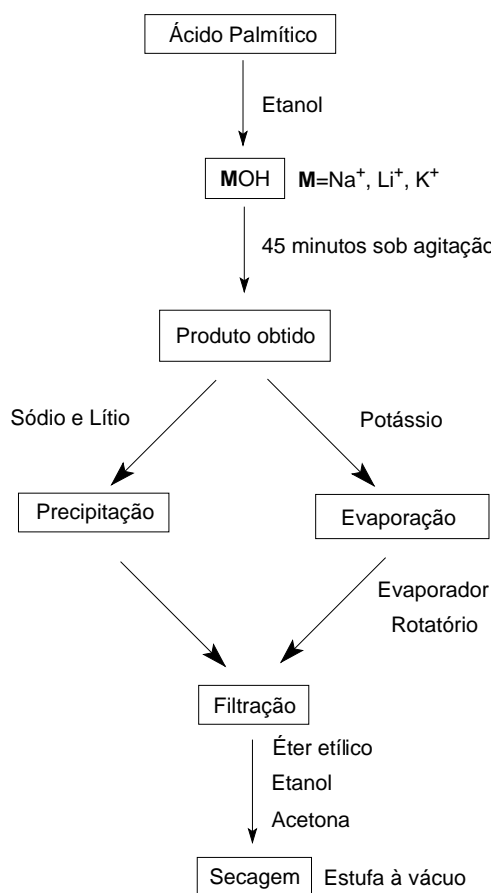 Ácido Palmítico
Etanol
MOH M=Na⁺, Li⁺, K⁺
45 minutos sob agitação
Produto obtido
Sódio e Lítio
Potássio
Precipitação
Evaporação
Evaporador
Rotatório
Filtração
Éter etílico
Etanol
Acetona
Secagem Estufa à vácuo